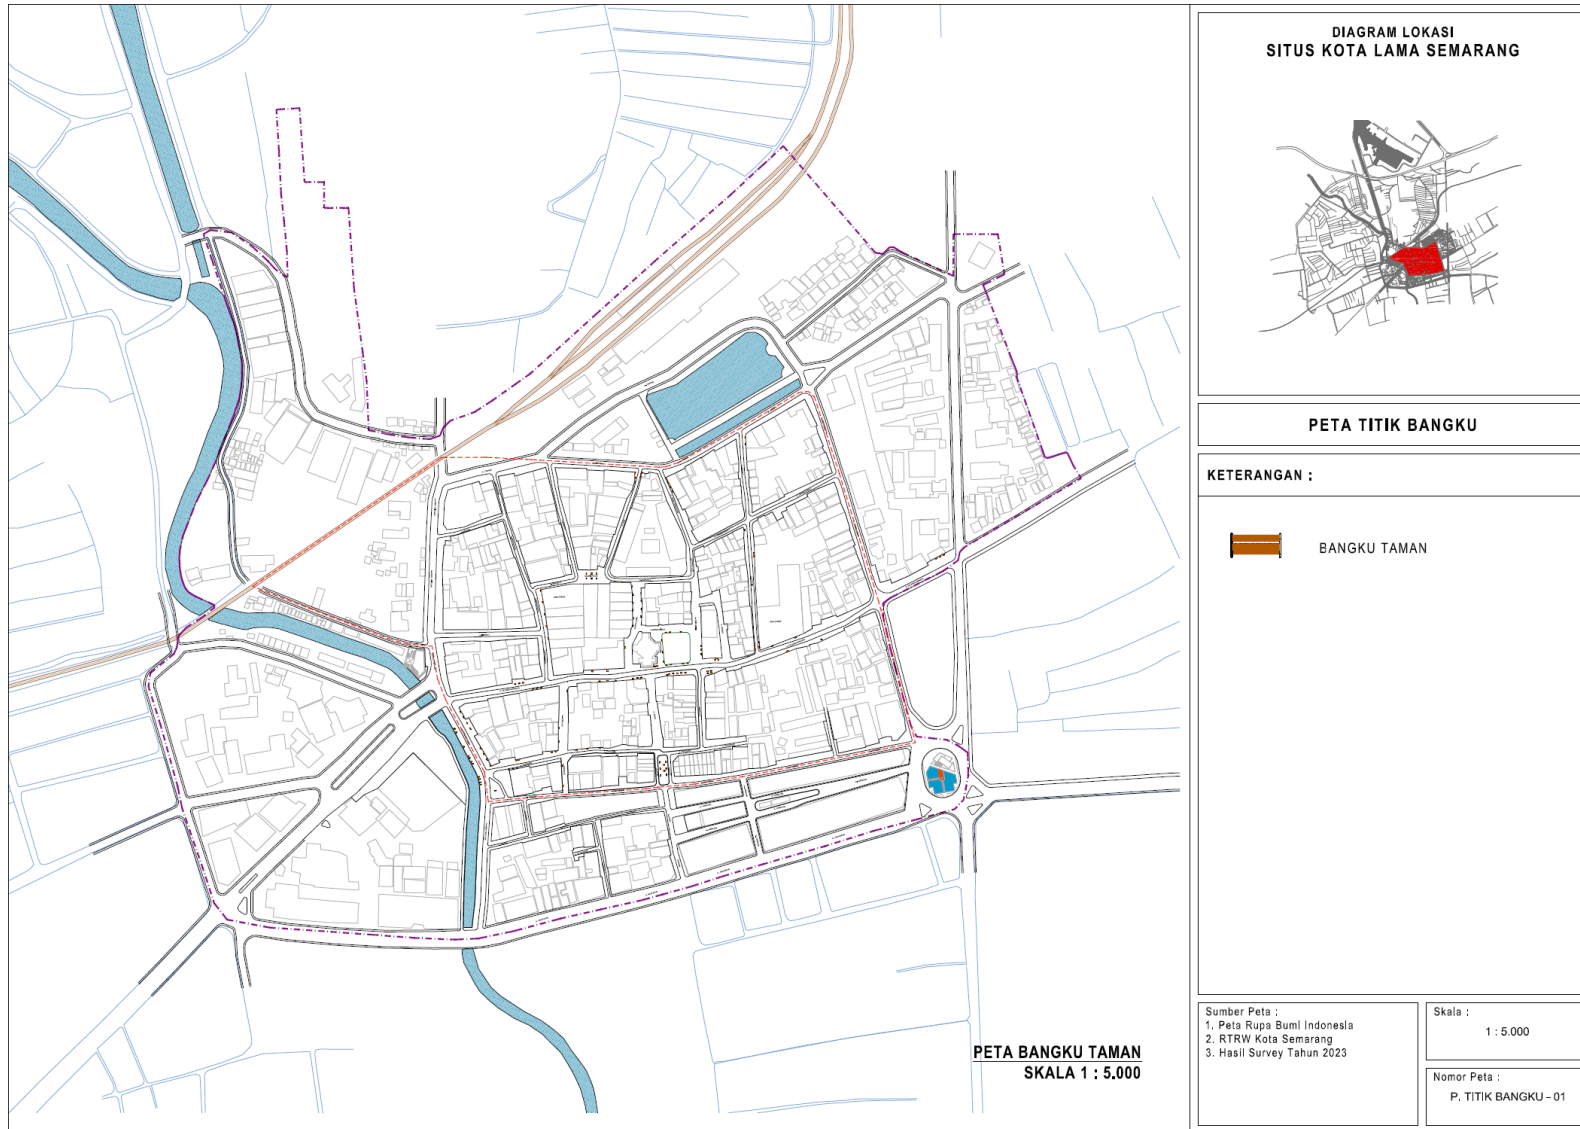 DIAGRAM LOKASI
SITUS KOTA LAMA SEMARANG
PETA TITIK BANGKU
KETERANGAN :
BANGKU TAMAN
PETA BANGKU TAMAN
SKALA 1 : 5.000
Sumber Peta :
1. Peta Rupa Bumi Indonesia
2. RTRW Kota Semarang
3. Hasil Survey Tahun 2023
Skala :
1 : 5.000
Nomor Peta :
P. TITIK BANGKU - 01